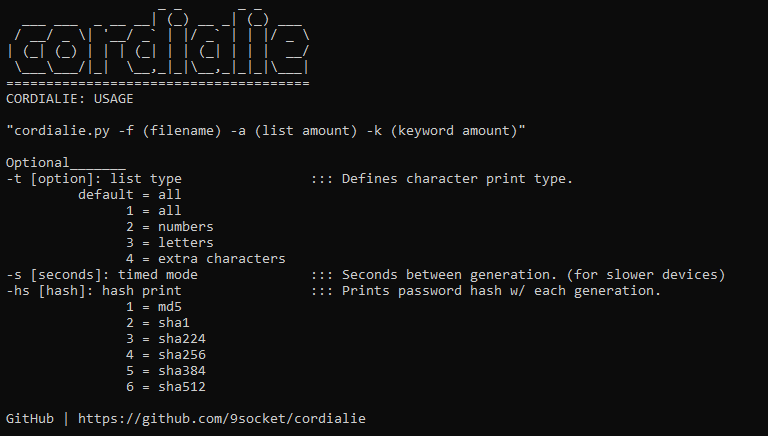 cordialie
=====================================
CORDIALIE: USAGE
"cordialie.py -f (filename) -a (list amount) -k (keyword amount)"
Optional_______
-t [option]: list type ::: Defines character print type.
default = all
1 = all
2 = numbers
3 = letters
4 = extra characters
-s [seconds]: timed mode ::: Seconds between generation. (for slower devices)
-hs [hash]: hash print ::: Prints password hash w/ each generation.
1 = md5
2 = sha1
3 = sha224
4 = sha256
5 = sha384
6 = sha512
GitHub | https://github.com/9socket/cordialie